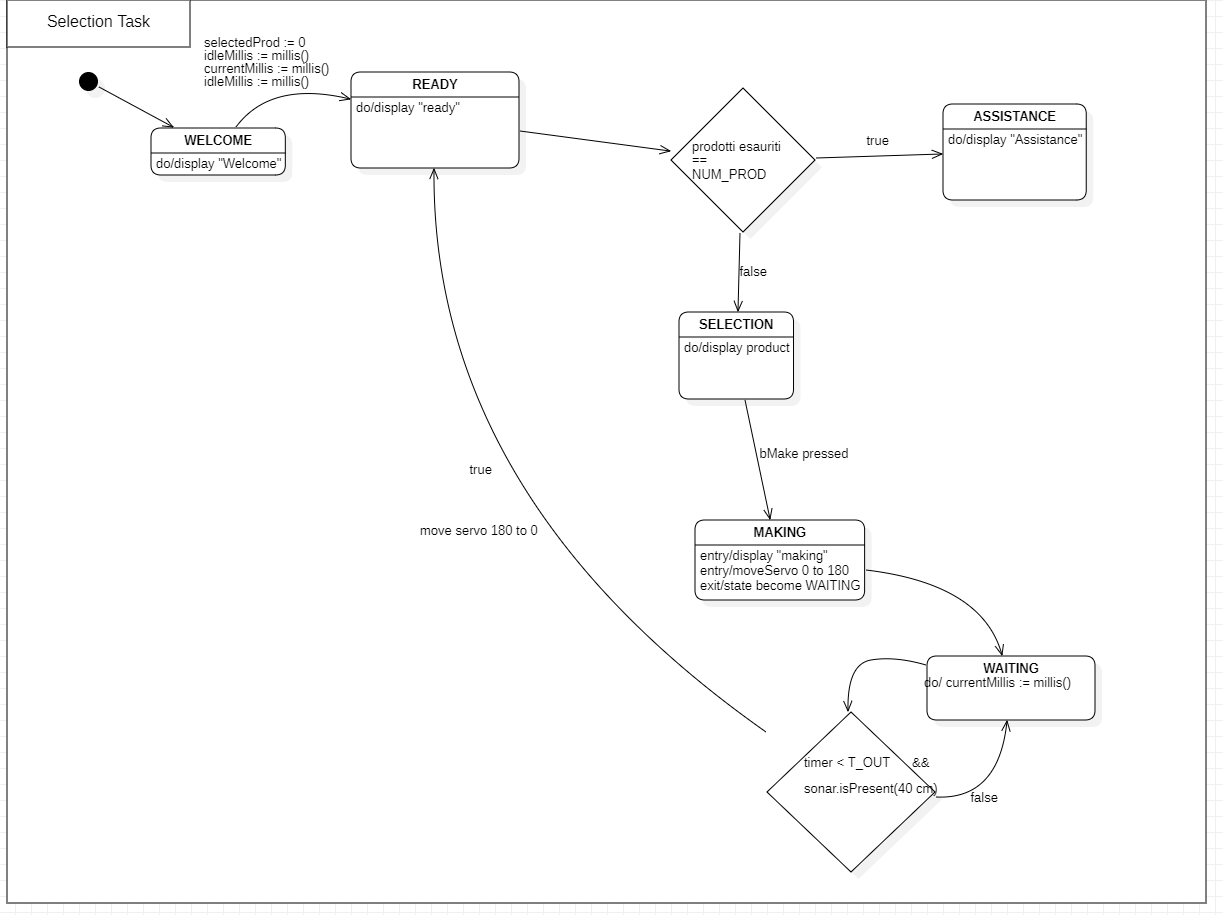 Selection Task
selectedProd := 0
idleMillis := millis()
currentMillis := millis()
idleMillis := millis()
WELCOME
do/display "Welcome"
READY
do/display "ready"
prodotti esauriti
==
NUM_PROD
true
ASSISTANCE
do/display "Assistance"
false
SELECTION
do/display product
bMake pressed
true
move servo 180 to 0
MAKING
entry/display "making"
entry/moveServo 0 to 180
exit/state become WAITING
WAITING
do/ currentMillis := millis()
timer < T_OUT &&
sonar.isPresent(40 cm)
false